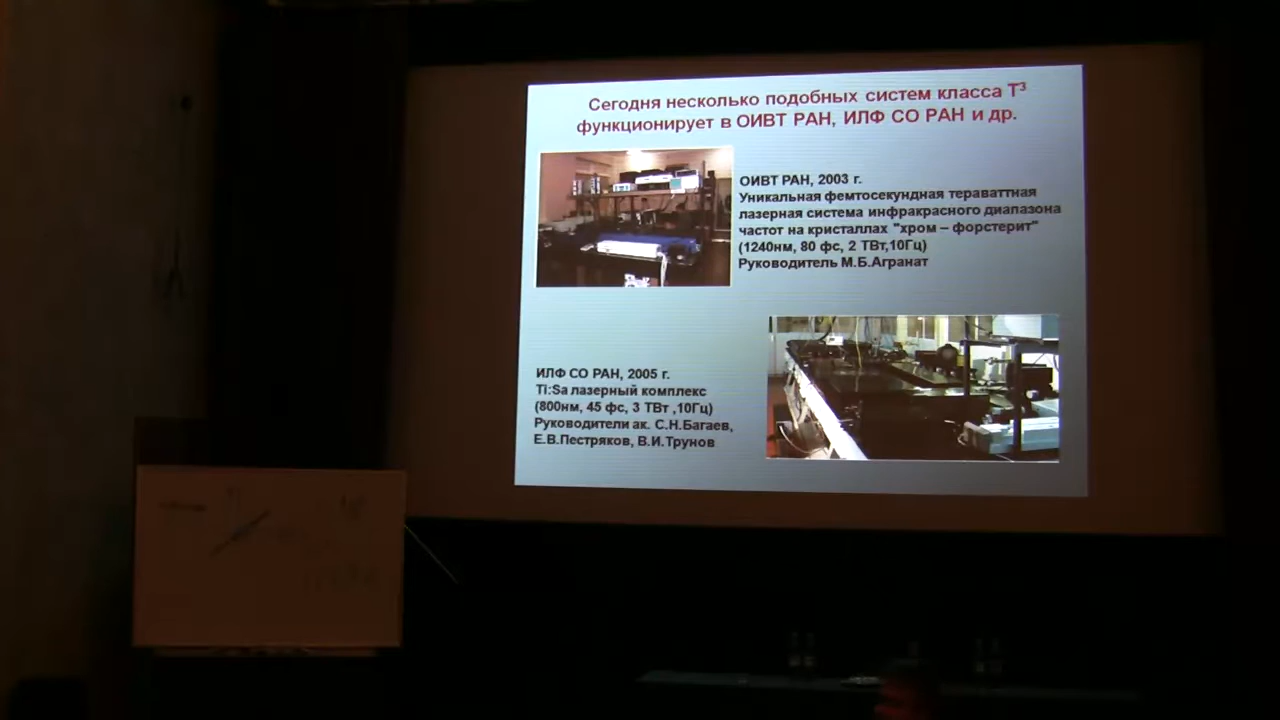 Сегодня несколько подобных систем класса Т³
функционирует в ОИВТ РАН, ИЛФ СО РАН и др.
ОИВТ РАН, 2003 г.
Уникальная фемтосекундная тераваттная
лазерная система инфракрасного диапазона
частот на кристаллах "хром – форстерит"
(1240нм, 80 фс, 2 ТВт,10Гц)
Руководитель М.Б.Агранат
ИЛФ СО РАН, 2005 г.
Ti:Sa лазерный комплекс
(800нм, 45 фс, 3 ТВт ,10Гц)
Руководители ак. С.Н.Багаев,
Е.В.Пестряков, В.И.Трунов